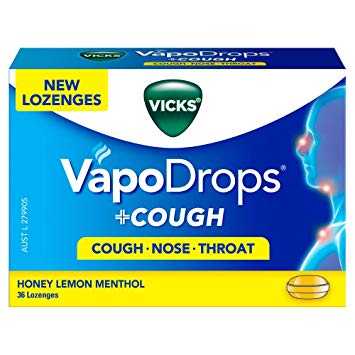 NEW
LOZENGES
VICKS
VapoDrops®
+COUGH
COUGH · NOSE · THROAT
HONEY LEMON MENTHOL
36 Lozenges
AUST L 279905